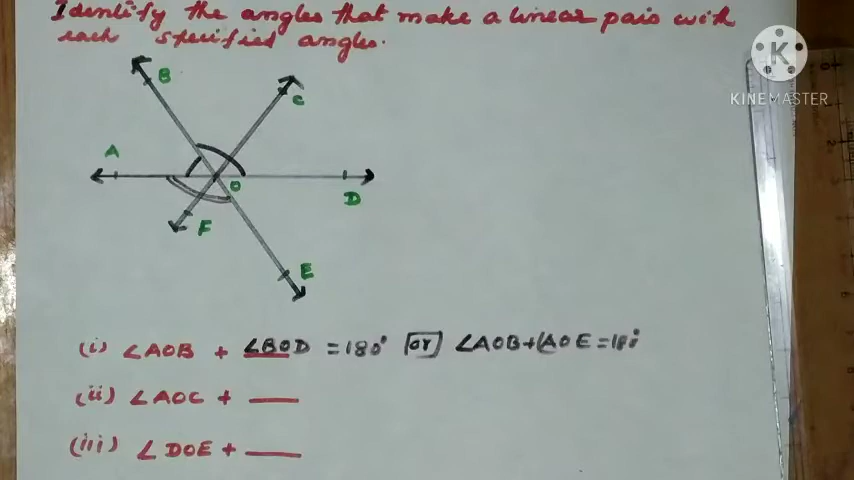 Identify the angles that make a linear pair with
each specified angles.
KINEMASTER
B
C
A
O
D
F
E
(i) ∠AOB + ∠BOD = 180° or ∠AOB + ∠AOE = 180°
(ii) ∠AOC + ___
(iii) ∠DOE + ___